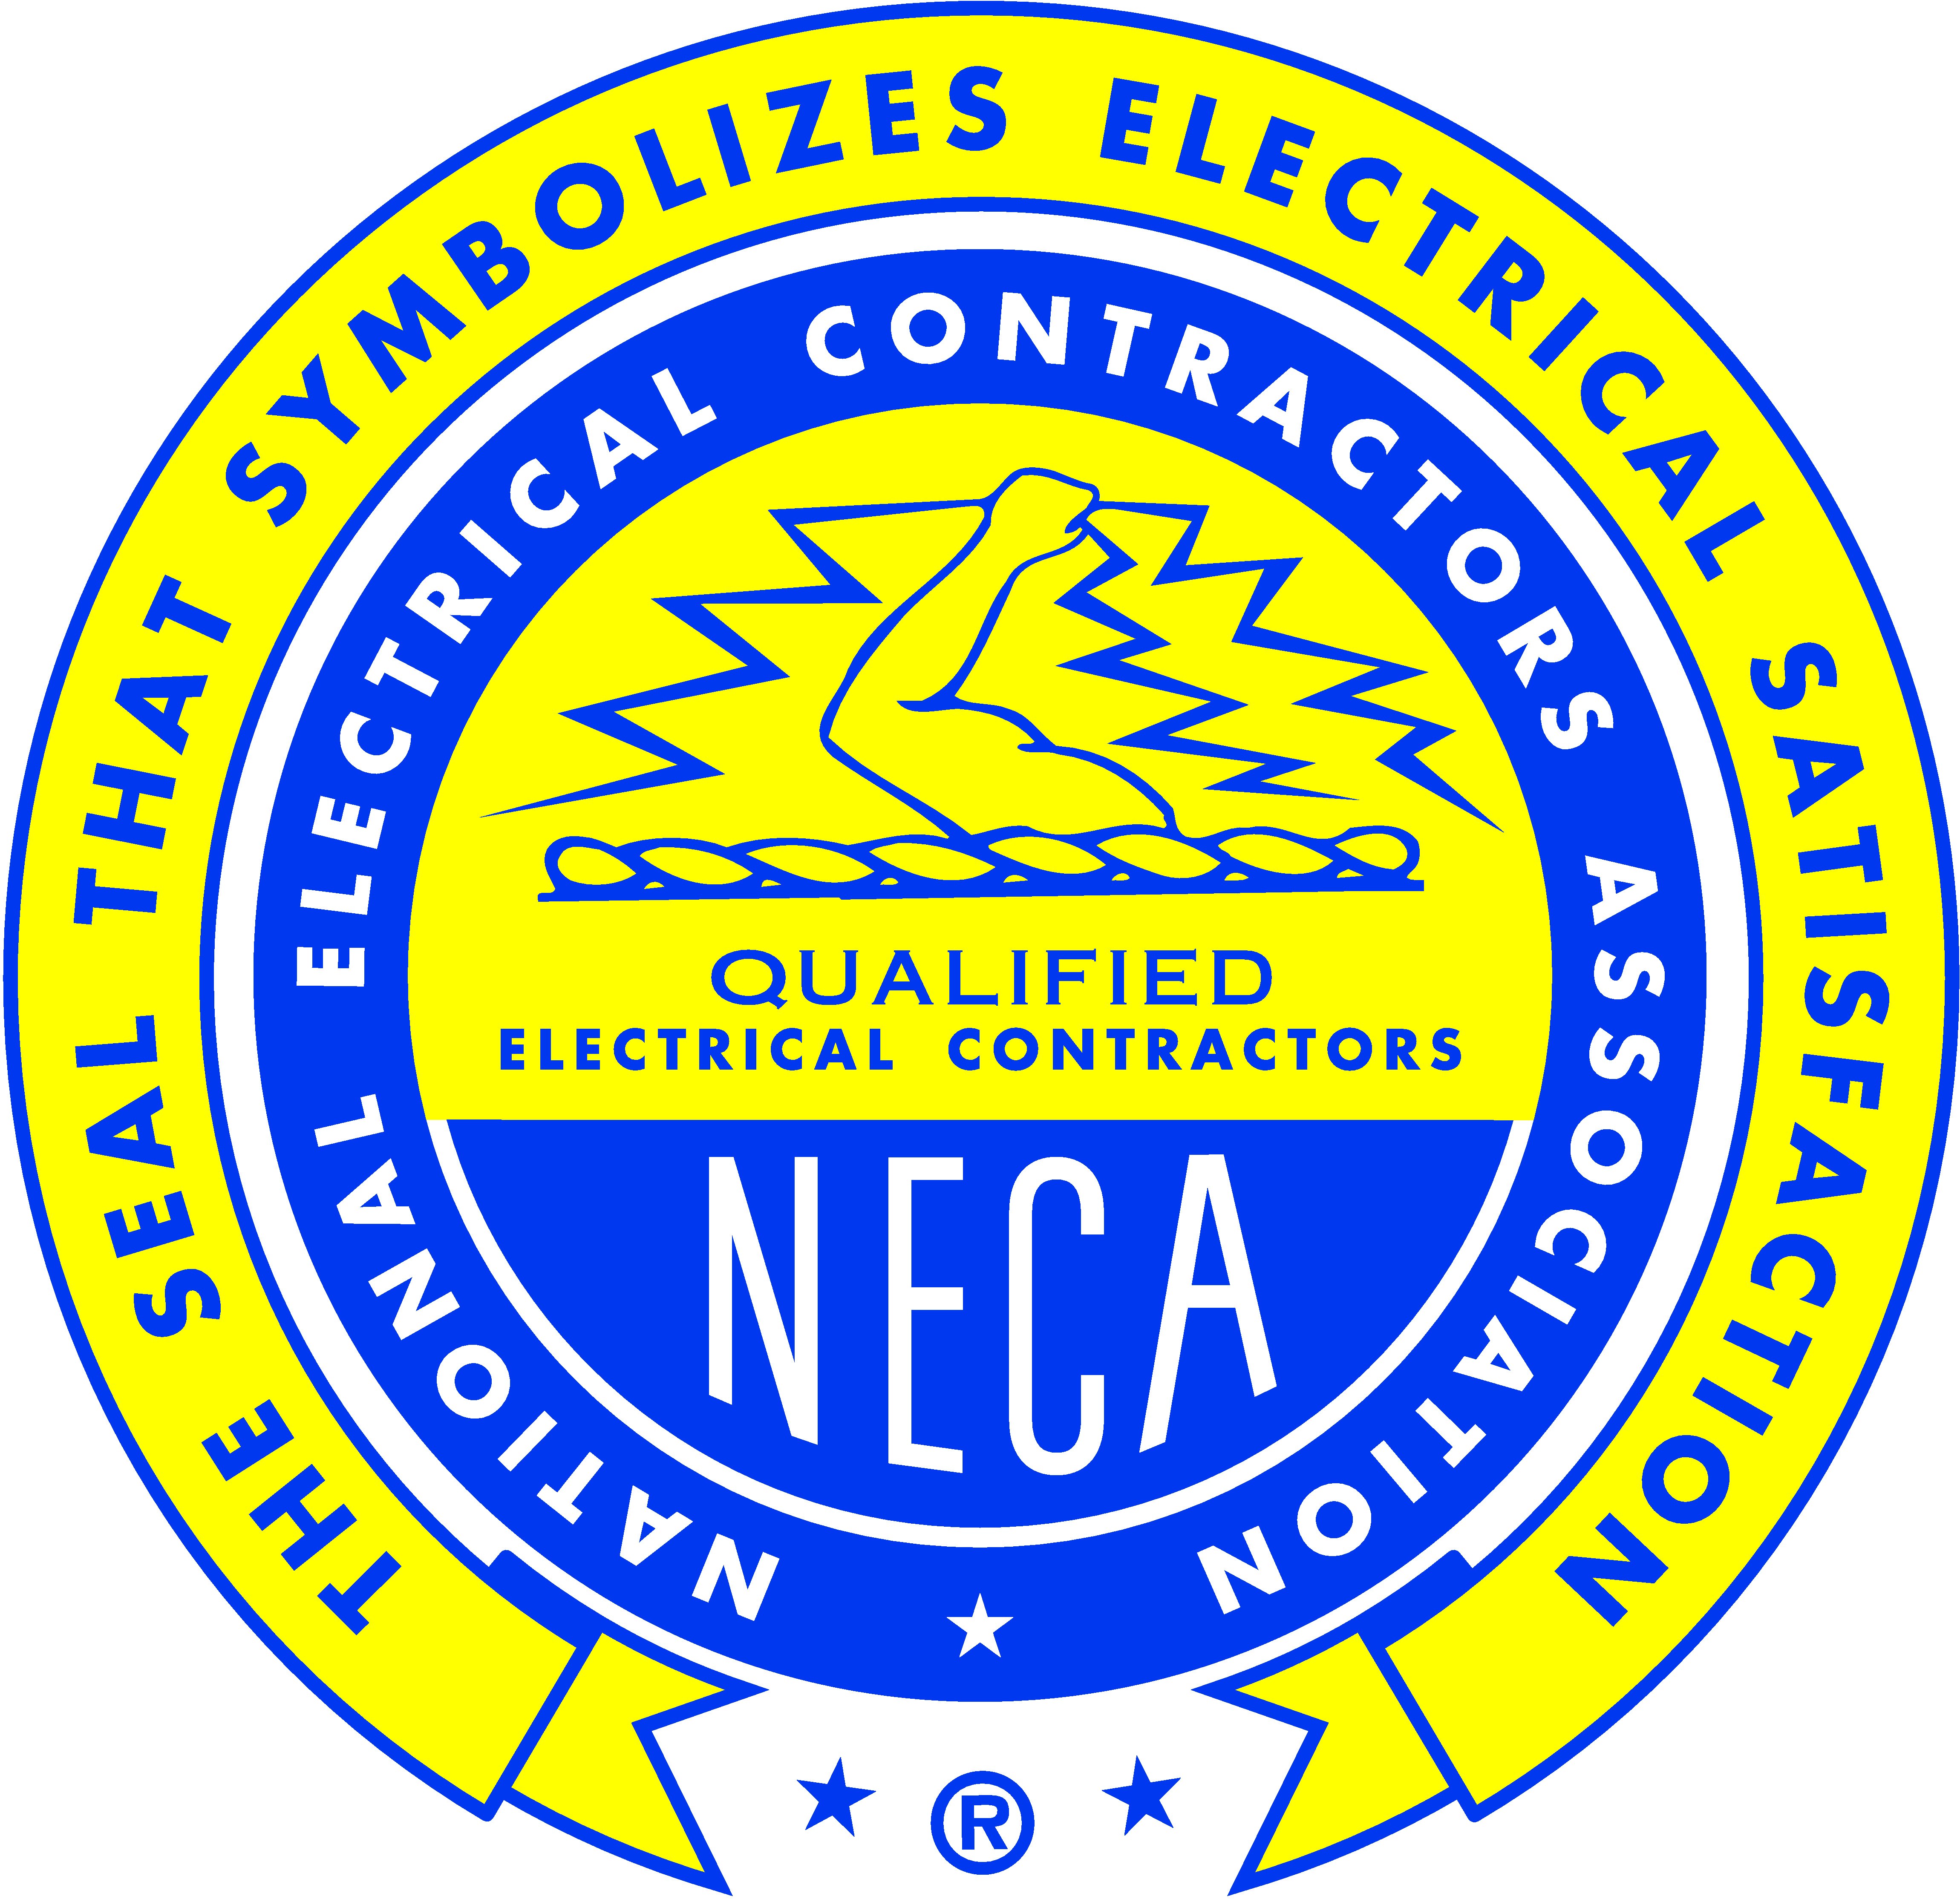 THE SEAL THAT SYMBOLIZES ELECTRICAL SATISFACTION
NATIONAL ELECTRICAL CONTRACTORS ASSOCIATION
QUALIFIED
ELECTRICAL CONTRACTORS
NECA
®